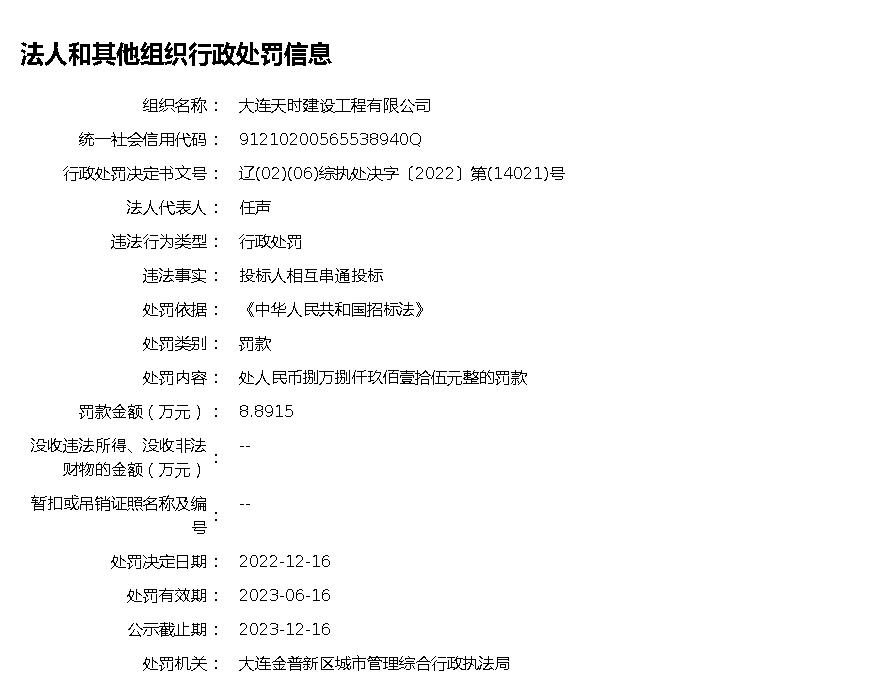 法人和其他组织行政处罚信息
组织名称： 大连天时建设工程有限公司
统一社会信用代码： 91210200565538940Q
行政处罚决定书文号： 辽(02)(06)综执处决字〔2022〕第(14021)号
法人代表人： 任声
违法行为类型： 行政处罚
违法事实： 投标人相互串通投标
处罚依据： 《中华人民共和国招标法》
处罚类别： 罚款
处罚内容： 处人民币捌万捌仟玖佰壹拾伍元整的罚款
罚款金额（万元）： 8.8915
没收违法所得、没收非法
财物的金额（万元）： --
暂扣或吊销证照名称及编
号： --
处罚决定日期： 2022-12-16
处罚有效期： 2023-06-16
公示截止期： 2023-12-16
处罚机关： 大连金普新区城市管理综合行政执法局